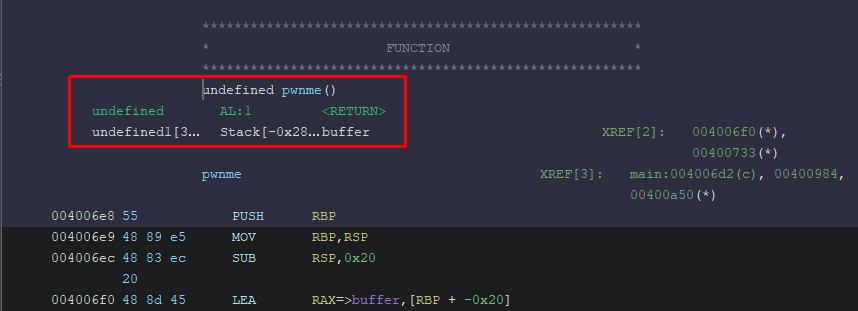 ************************************************************
* FUNCTION *
************************************************************
undefined pwnme()
undefined AL:1 <RETURN>
undefined1[3... Stack[-0x28... buffer XREF[2]: 004006f0(*),
00400733(*)
pwnme XREF[3]: main:004006d2(c), 00400984,
00400a50(*)
004006e8 55 PUSH RBP
004006e9 48 89 e5 MOV RBP,RSP
004006ec 48 83 ec SUB RSP,0x20
20
004006f0 48 8d 45 LEA RAX=>buffer,[RBP + -0x20]